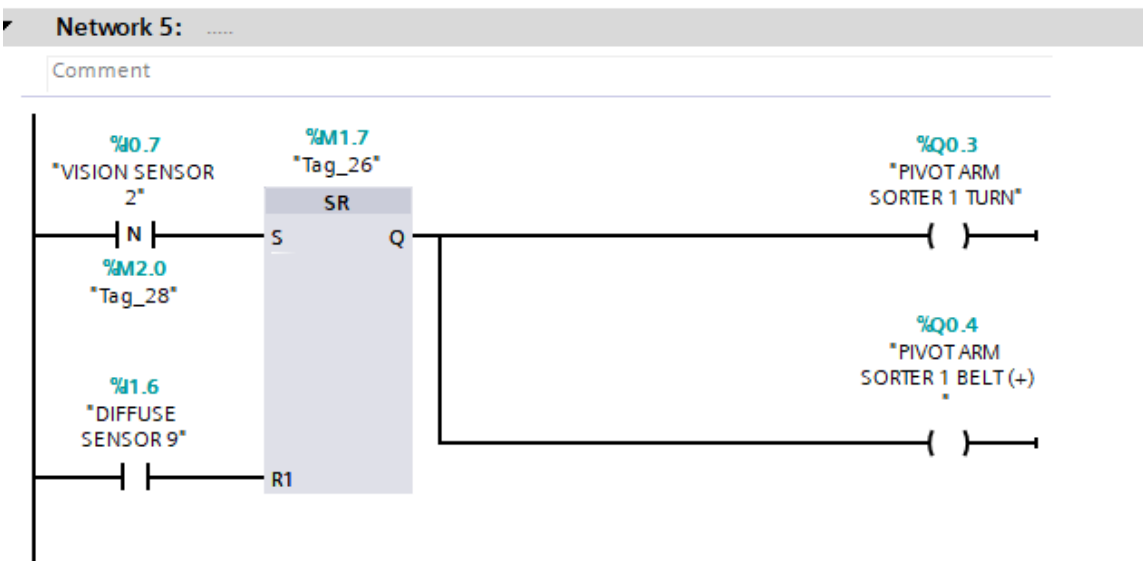 Network 5: .....
Comment
%I0.7
"VISION SENSOR
2"
N
%M2.0
"Tag_28"
%M1.7
"Tag_26"
SR
S
Q
%Q0.3
"PIVOT ARM
SORTER 1 TURN"
( )
%Q0.4
"PIVOT ARM
SORTER 1 BELT (+)
"
( )
%I1.6
"DIFFUSE
SENSOR 9"
R1